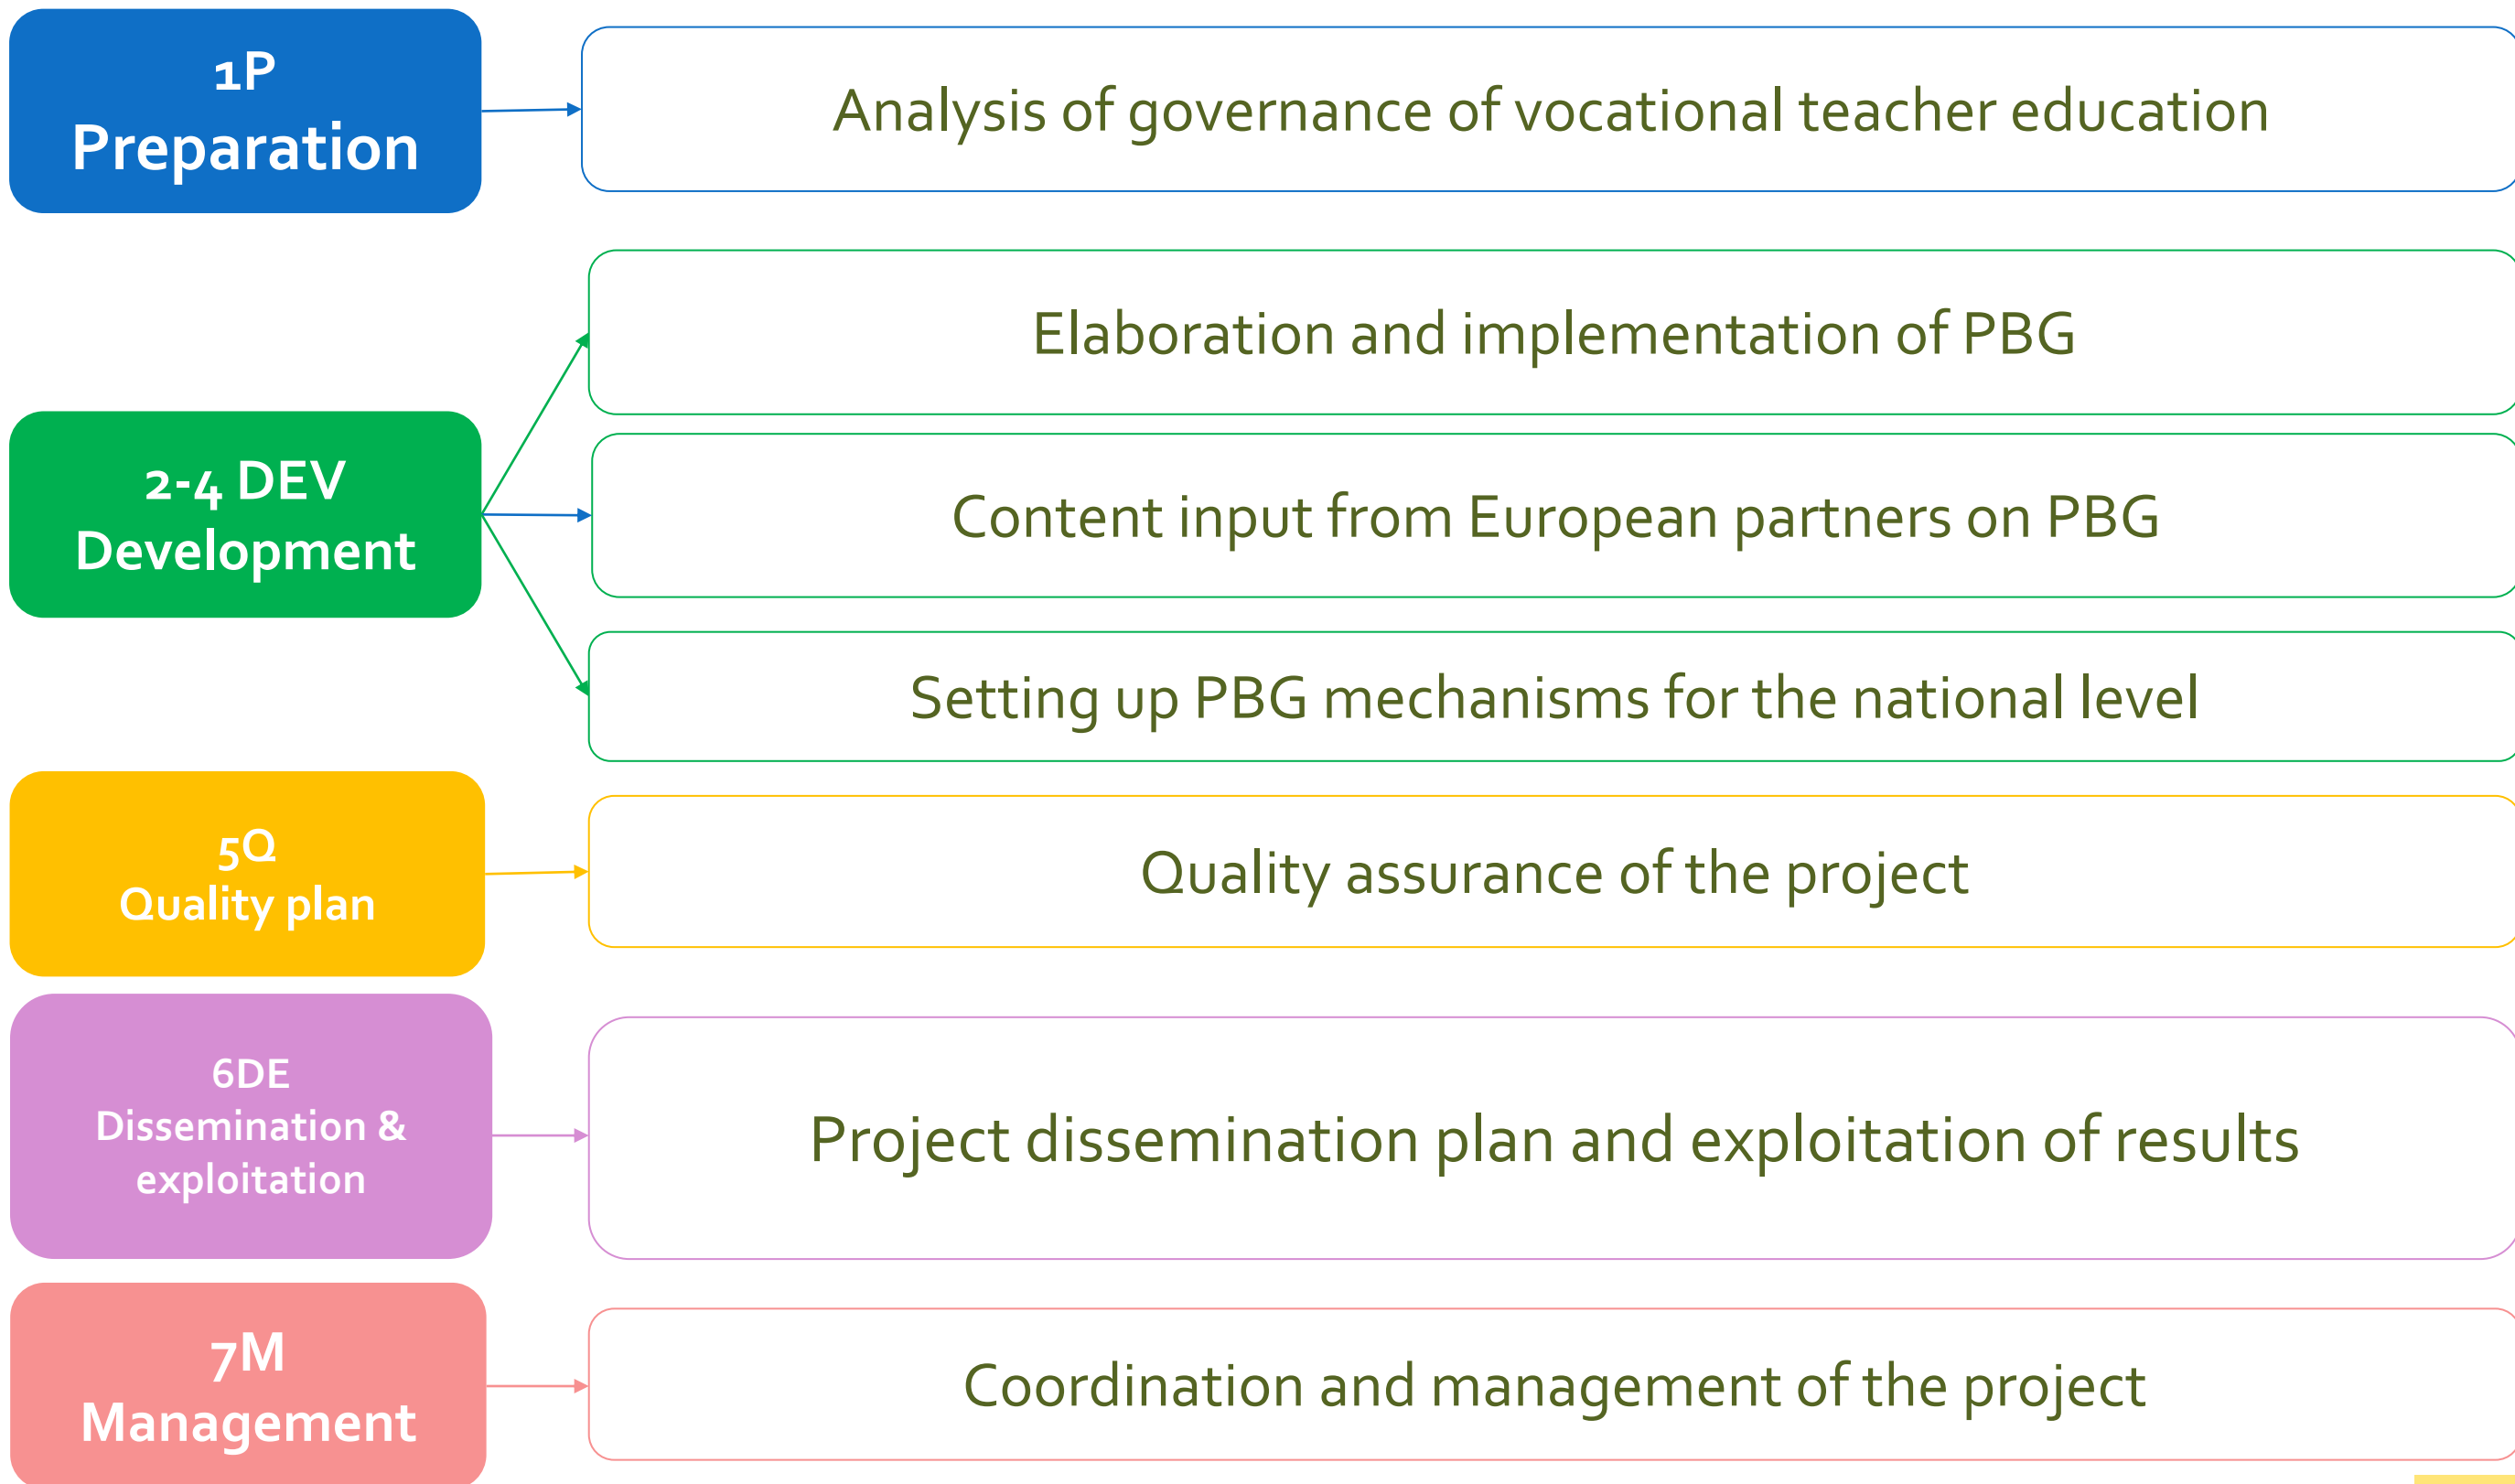 1P
Preparation
Analysis of governance of vocational teacher education
Elaboration and implementation of PBG
2-4 DEV
Development
Content input from European partners on PBG
Setting up PBG mechanisms for the national level
5Q
Quality plan
Quality assurance of the project
6DE
Dissemination &
exploitation
Project dissemination plan and exploitation of results
7M
Management
Coordination and management of the project